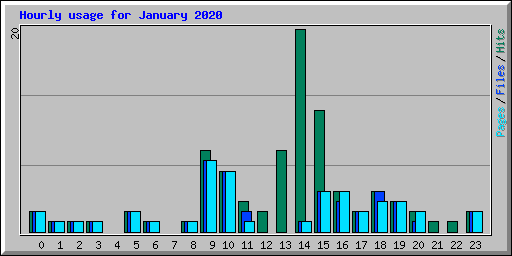 Hourly usage for January 2020
20
Pages/Files/Hits
0 1 2 3 4 5 6 7 8 9 10 11 12 13 14 15 16 17 18 19 20 21 22 23